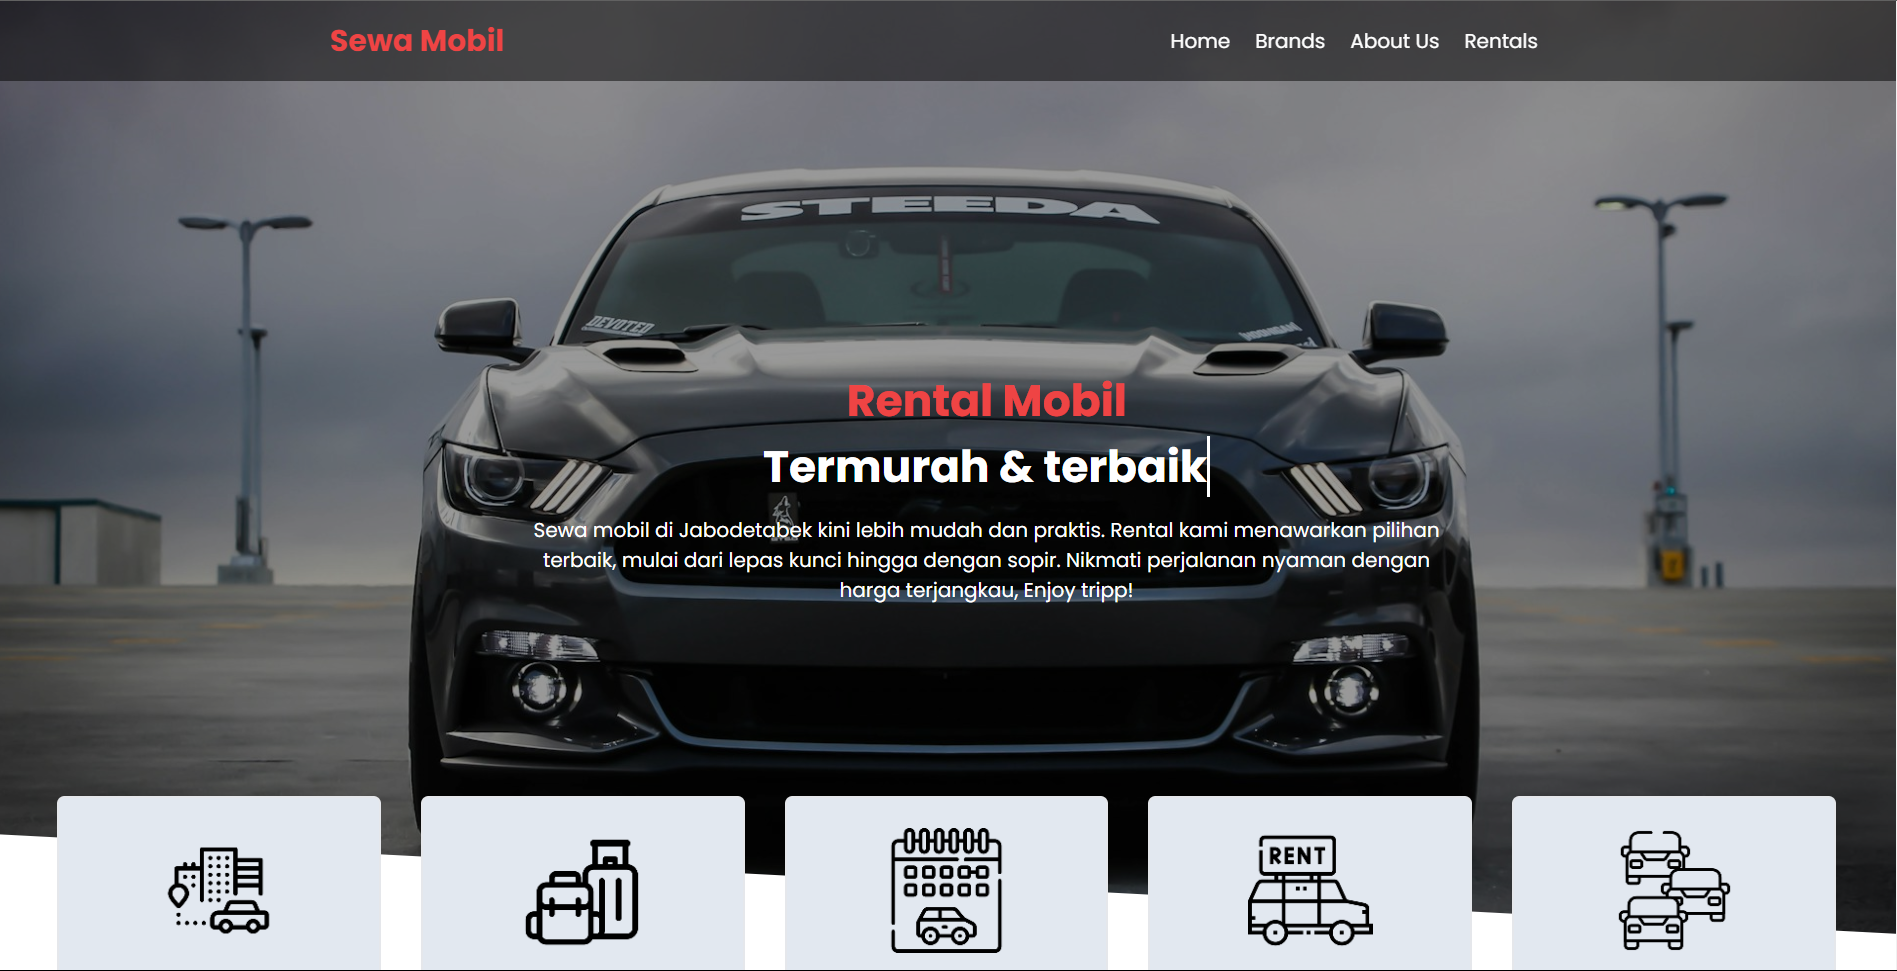 Sewa Mobil
Home Brands About Us Rentals
STEEDA
DEVOTED
Rental Mobil
Termurah & terbaik
Sewa mobil di Jabodetabek kini lebih mudah dan praktis. Rental kami menawarkan pilihan
terbaik, mulai dari lepas kunci hingga dengan sopir. Nikmati perjalanan nyaman dengan
harga terjangkau, Enjoy tripp!
RENT